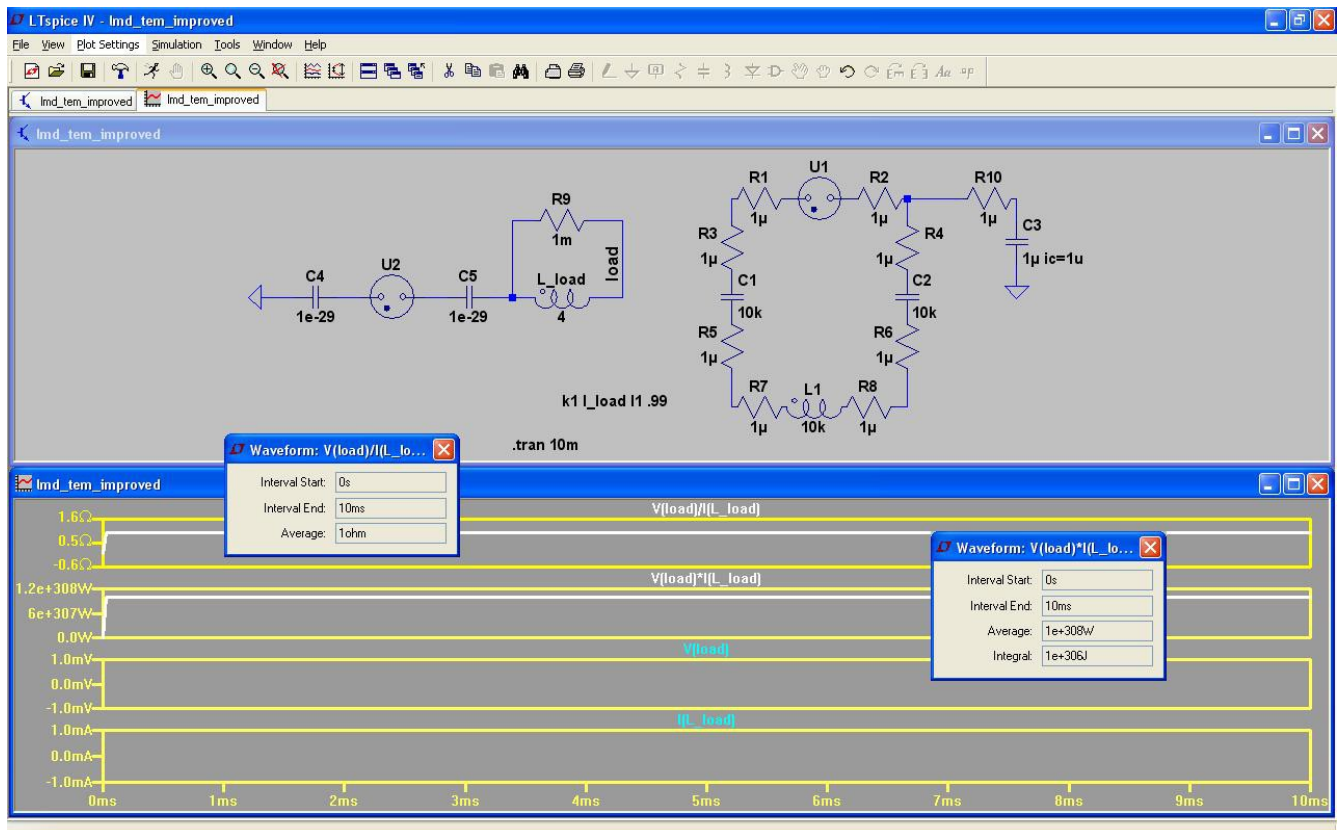 LTspice IV - lmd_tem_improved
File View Plot Settings Simulation Tools Window Help
lmd_tem_improved lmd_tem_improved
lmd_tem_improved
R9
1m
L_load
4
load
C4
1e-29
U2
C5
1e-29
R1
1µ
U1
R2
1µ
R10
1µ
C3
1µ ic=1u
R3
1µ
R4
1µ
C1
10k
C2
10k
R5
1µ
R6
1µ
R7
1µ
L1
10k
R8
1µ
k1 l_load l1 .99
.tran 10m
Waveform: V(load)/I(L_lo...
Interval Start: 0s
Interval End: 10ms
Average: 1ohm
lmd_tem_improved
V(load)/I(L_load)
1.6Ω
0.5Ω
-0.6Ω
V(load)*I(L_load)
1.2e+308W
6e+307W
0.0W
Waveform: V(load)*I(L_lo...
Interval Start: 0s
Interval End: 10ms
Average: 1e+308W
Integral: 1e+306J
V(load)
1.0mV
0.0mV
-1.0mV
I(L_load)
1.0mA
0.0mA
-1.0mA
0ms 1ms 2ms 3ms 4ms 5ms 6ms 7ms 8ms 9ms 10ms